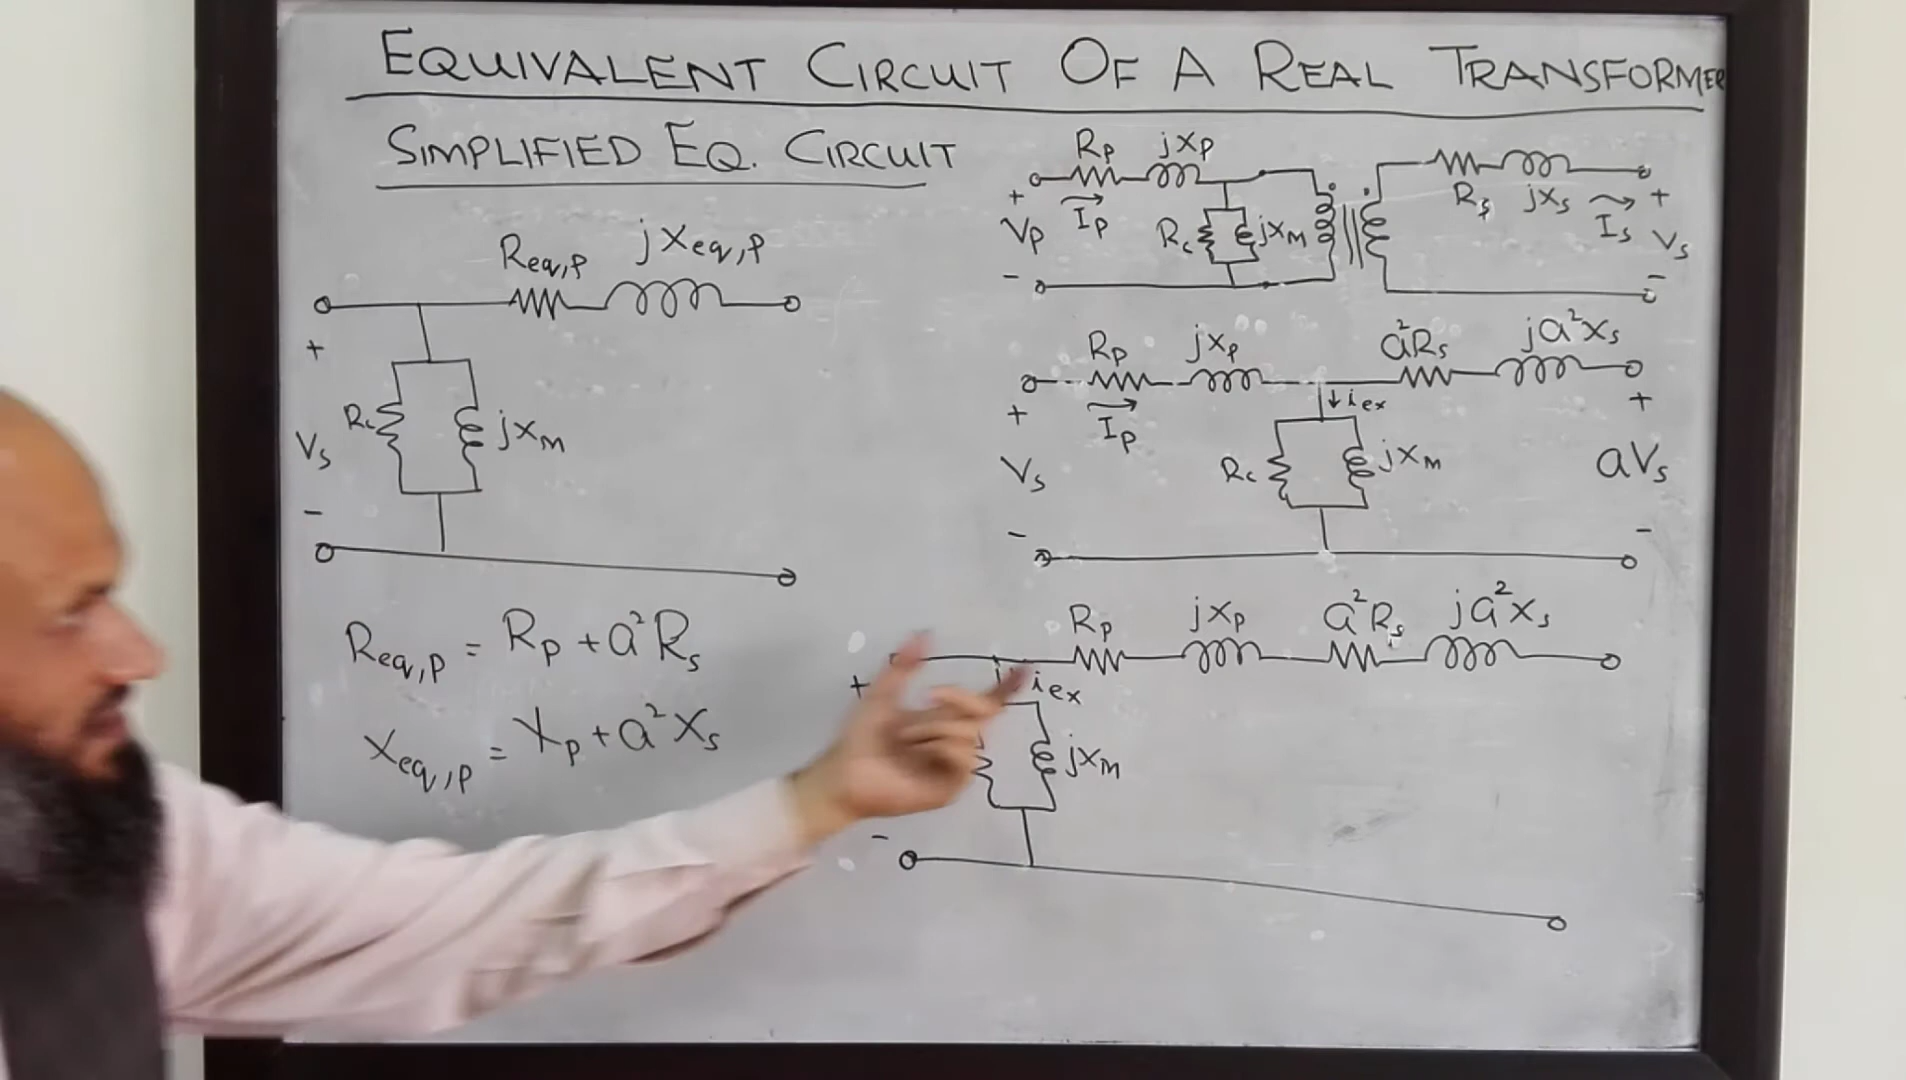 EQUIVALENT CIRCUIT OF A REAL TRANSFORMER
SIMPLIFIED EQ. CIRCUIT
Req,p jXeq,p
+
Rc jXM
Vs
-
Req,p = Rp + a²Rs
Xeq,p = Xp + a²Xs
Rp jXp
+ Ip Rs jXs Is +
Vp Rc jXM Vs
- -
Rp jXp a²Rs ja²Xs
+ Ip iex +
Vs Rc jXM aVs
- -
Rp jXp a²Rs ja²Xs
+ iex
jXM
-